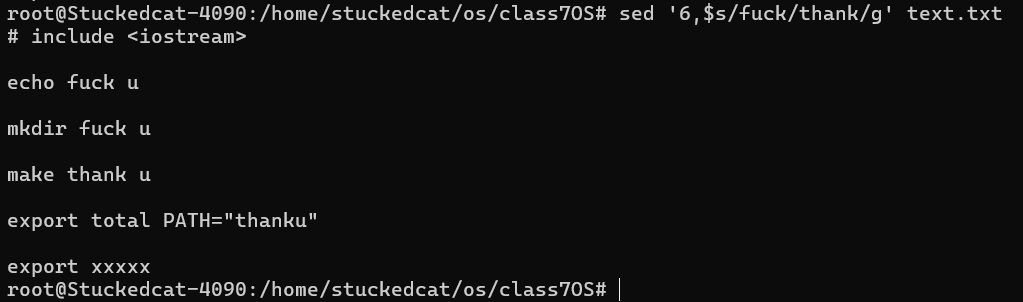 root@Stuckedcat-4090:/home/stuckedcat/os/class7OS# sed '6,$s/fuck/thank/g' text.txt
# include <iostream>
echo fuck u
mkdir fuck u
make thank u
export total PATH="thanku"
export xxxxx
root@Stuckedcat-4090:/home/stuckedcat/os/class7OS#